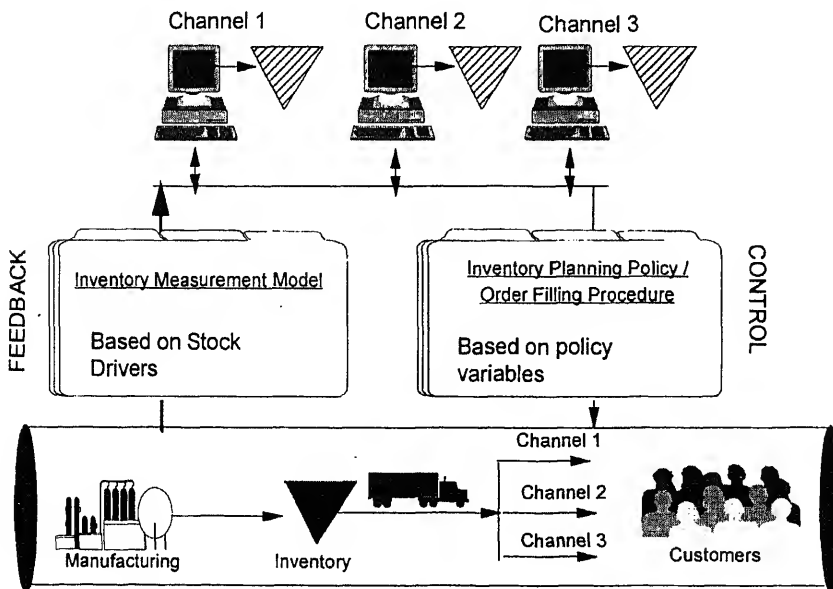 Channel 1
Channel 2
Channel 3
FEEDBACK
Inventory Measurement Model
Based on Stock
Drivers
Inventory Planning Policy /
Order Filling Procedure
Based on policy
variables
CONTROL
Channel 1
Channel 2
Channel 3
Manufacturing
Inventory
Customers